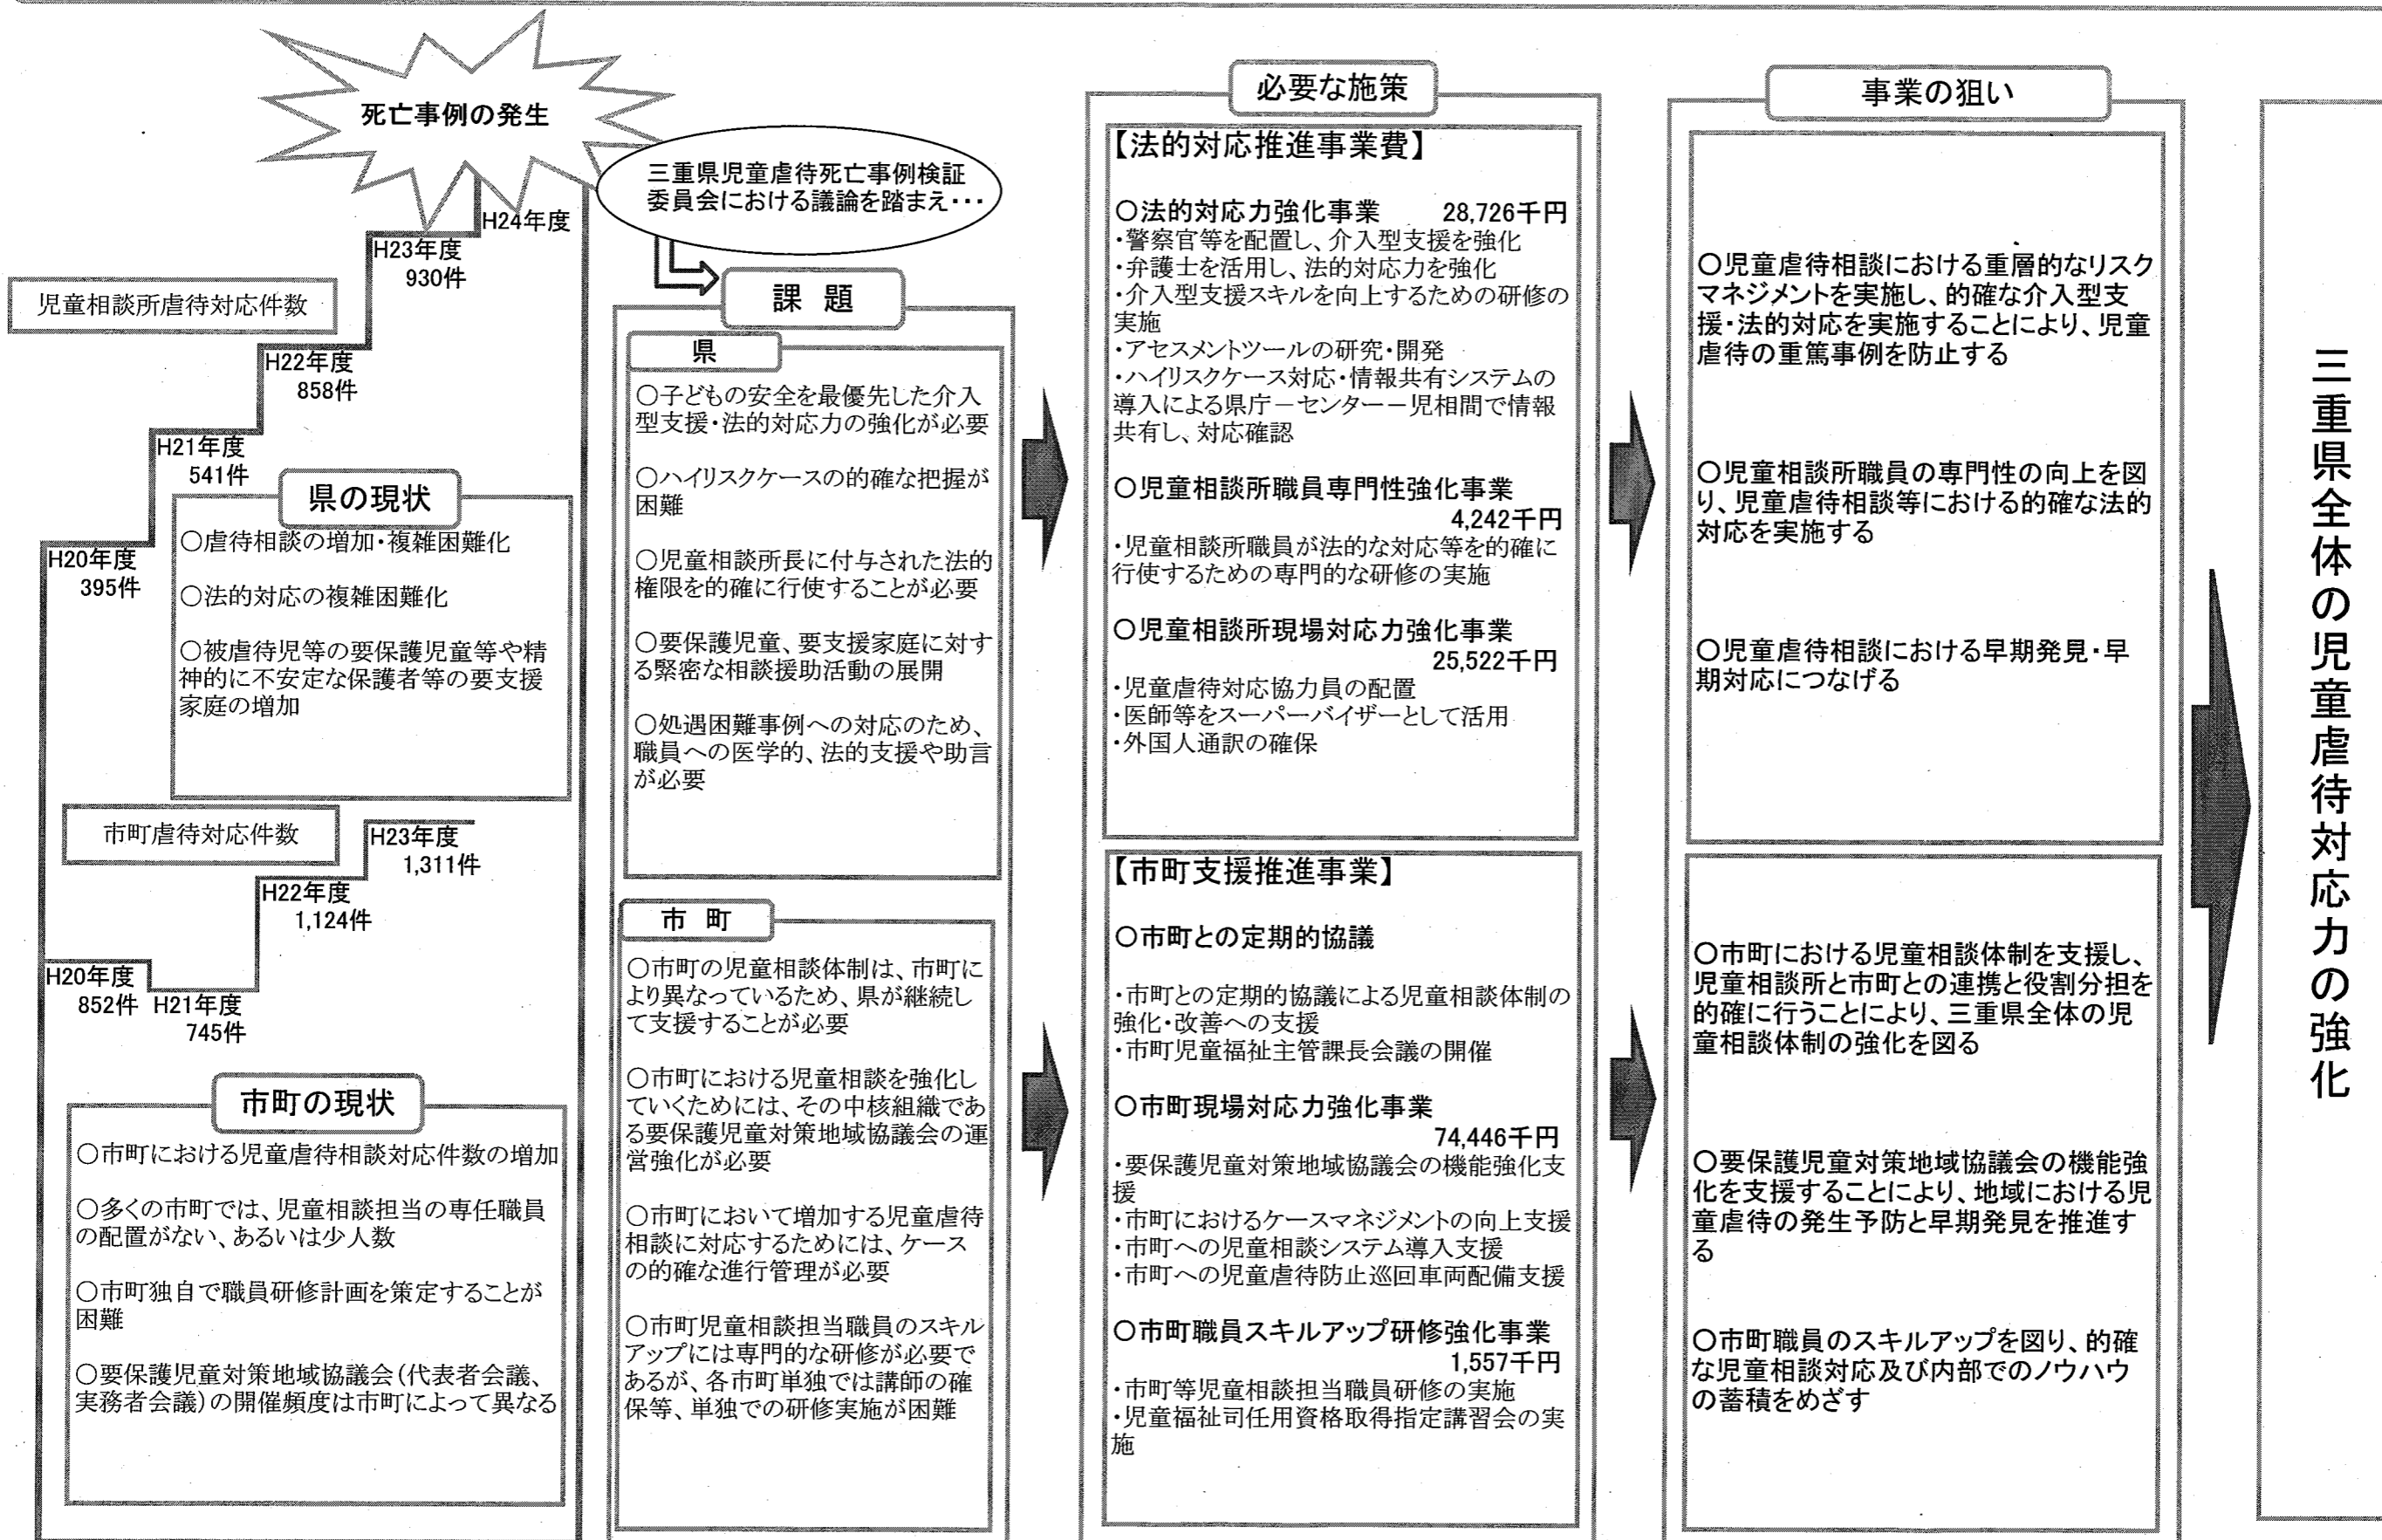 死亡事例の発生
三重県児童虐待死亡事例検証
委員会における議論を踏まえ・・・
H24年度
H23年度
930件
児童相談所虐待対応件数
H22年度
858件
H21年度
541件
H20年度
395件
県の現状
○虐待相談の増加・複雑困難化
○法的対応の複雑困難化
○被虐待児等の要保護児童等や精
神的に不安定な保護者等の要支援
家庭の増加
市町虐待対応件数
H23年度
1,311件
H22年度
1,124件
H20年度
852件
H21年度
745件
市町の現状
○市町における児童虐待相談対応件数の増加
○多くの市町では、児童相談担当の専任職員
の配置がない、あるいは少人数
○市町独自で職員研修計画を策定することが
困難
○要保護児童対策地域協議会(代表者会議、
実務者会議)の開催頻度は市町によって異なる
課 題
県
○子どもの安全を最優先した介入
型支援・法的対応力の強化が必要
○ハイリスクケースの的確な把握が
困難
○児童相談所長に付与された法的
権限を的確に行使することが必要
○要保護児童、要支援家庭に対す
る緊密な相談援助活動の展開
○処遇困難事例への対応のため、
職員への医学的、法的支援や助言
が必要
市 町
○市町の児童相談体制は、市町に
より異なっているため、県が継続し
て支援することが必要
○市町における児童相談を強化し
ていくためには、その中核組織であ
る要保護児童対策地域協議会の運
営強化が必要
○市町において増加する児童虐待
相談に対応するためには、ケース
の的確な進行管理が必要
○市町児童相談担当職員のスキル
アップには専門的な研修が必要で
あるが、各市町単独では講師の確
保等、単独での研修実施が困難
必要な施策
【法的対応推進事業費】
○法的対応力強化事業 28,726千円
・警察官等を配置し、介入型支援を強化
・弁護士を活用し、法的対応力を強化
・介入型支援スキルを向上するための研修の
実施
・アセスメントツールの研究・開発
・ハイリスクケース対応・情報共有システムの
導入による県庁－センター－児相間で情報
共有し、対応確認
○児童相談所職員専門性強化事業
4,242千円
・児童相談所職員が法的な対応等を的確に
行使するための専門的な研修の実施
○児童相談所現場対応力強化事業
25,522千円
・児童虐待対応協力員の配置
・医師等をスーパーバイザーとして活用
・外国人通訳の確保
【市町支援推進事業】
○市町との定期的協議
・市町との定期的協議による児童相談体制の
強化・改善への支援
・市町児童福祉主管課長会議の開催
○市町現場対応力強化事業
74,446千円
・要保護児童対策地域協議会の機能強化支
援
・市町におけるケースマネジメントの向上支援
・市町への児童相談システム導入支援
・市町への児童虐待防止巡回車両配備支援
○市町職員スキルアップ研修強化事業
1,557千円
・市町等児童相談担当職員研修の実施
・児童福祉司任用資格取得指定講習会の実
施
事業の狙い
○児童虐待相談における重層的なリスク
マネジメントを実施し、的確な介入型支
援・法的対応を実施することにより、児童
虐待の重篤事例を防止する
○児童相談所職員の専門性の向上を図
り、児童虐待相談等における的確な法的
対応を実施する
○児童虐待相談における早期発見・早
期対応につなげる
○市町における児童相談体制を支援し、
児童相談所と市町との連携と役割分担を
的確に行うことにより、三重県全体の児
童相談体制の強化を図る
○要保護児童対策地域協議会の機能強
化を支援することにより、地域における児
童虐待の発生予防と早期発見を推進す
る
○市町職員のスキルアップを図り、的確
な児童相談対応及び内部でのノウハウ
の蓄積をめざす
三重県全体の児童虐待対応力の強化